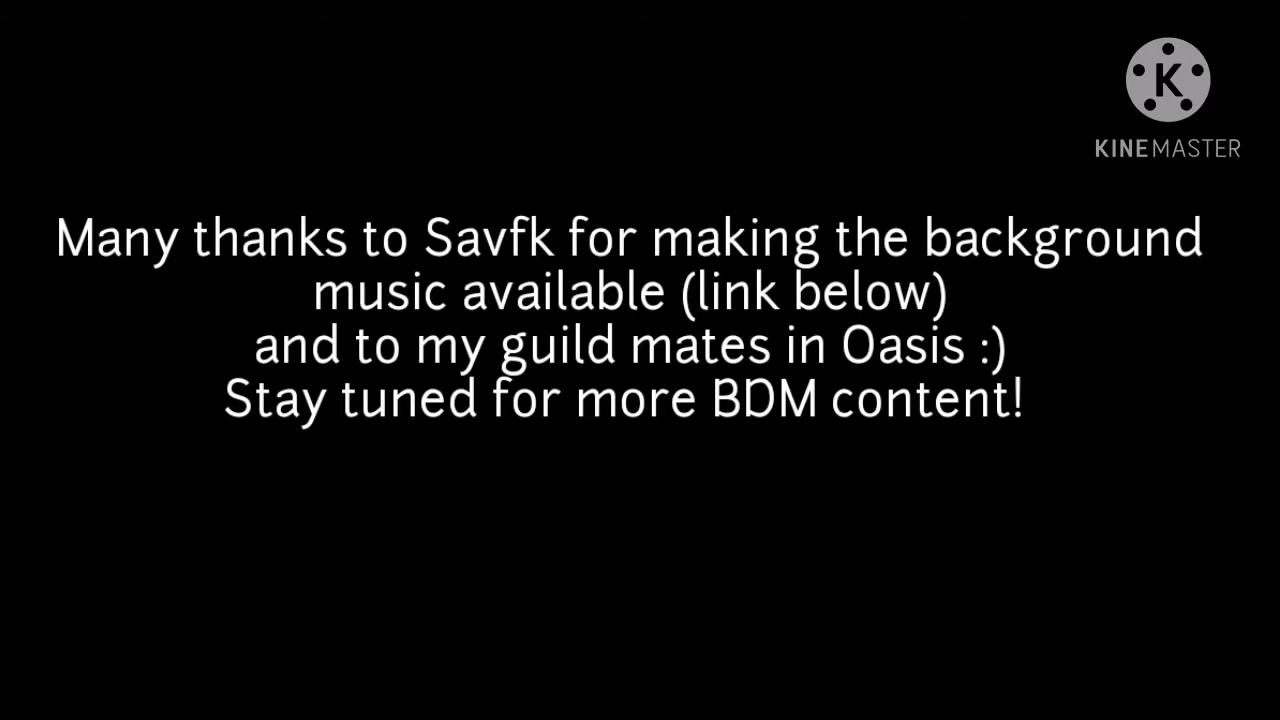 K
KINEMASTER
Many thanks to Savfk for making the background
music available (link below)
and to my guild mates in Oasis :)
Stay tuned for more BDM content!